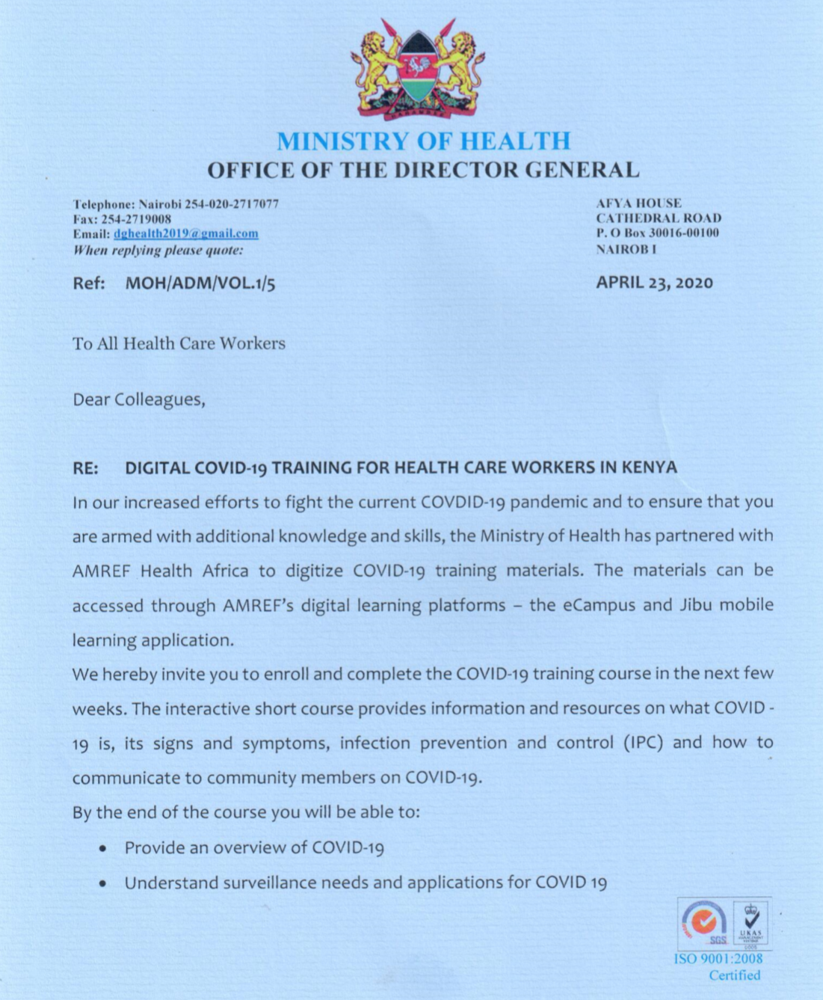 HARAMBEE
MINISTRY OF HEALTH
OFFICE OF THE DIRECTOR GENERAL
Telephone: Nairobi 254-020-2717077
Fax: 254-2719008
Email: dghealth2019@gmail.com
When replying please quote:
AFYA HOUSE
CATHEDRAL ROAD
P. O Box 30016-00100
NAIROB I
Ref: MOH/ADM/VOL.1/5
APRIL 23, 2020
To All Health Care Workers
Dear Colleagues,
RE: DIGITAL COVID-19 TRAINING FOR HEALTH CARE WORKERS IN KENYA
In our increased efforts to fight the current COVDID-19 pandemic and to ensure that you
are armed with additional knowledge and skills, the Ministry of Health has partnered with
AMREF Health Africa to digitize COVID-19 training materials. The materials can be
accessed through AMREF's digital learning platforms – the eCampus and Jibu mobile
learning application.
We hereby invite you to enroll and complete the COVID-19 training course in the next few
weeks. The interactive short course provides information and resources on what COVID -
19 is, its signs and symptoms, infection prevention and control (IPC) and how to
communicate to community members on COVID-19.
By the end of the course you will be able to:
• Provide an overview of COVID-19
• Understand surveillance needs and applications for COVID 19
SGS
UKAS
ISO 9001:2008
Certified